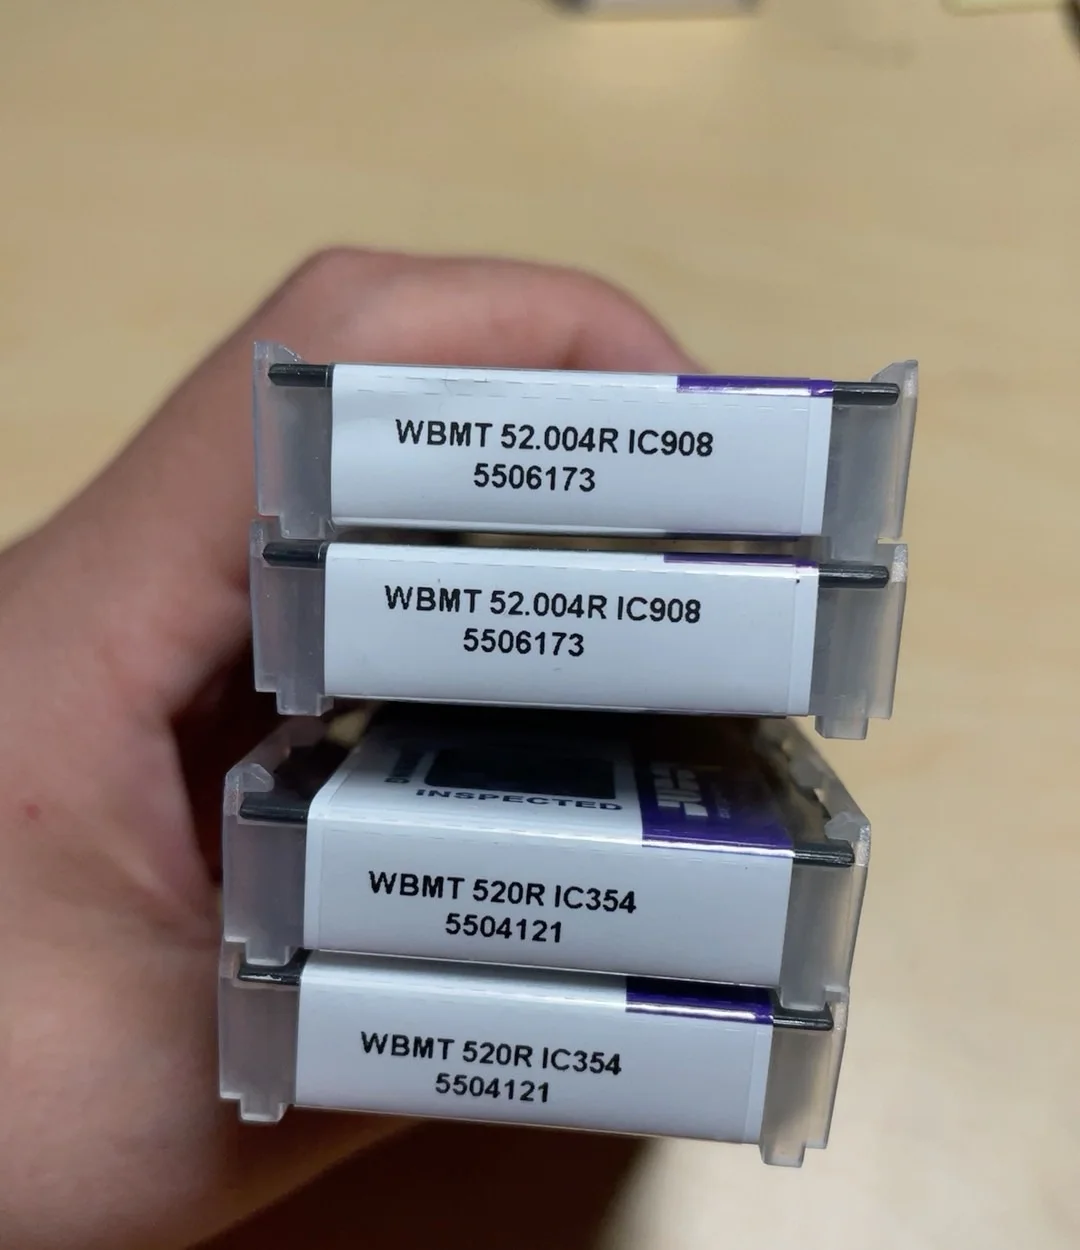 WBMT 52.004R IC908
5506173
WBMT 52.004R IC908
5506173
INSPECTED
WBMT 520R IC354
5504121
WBMT 520R IC354
5504121